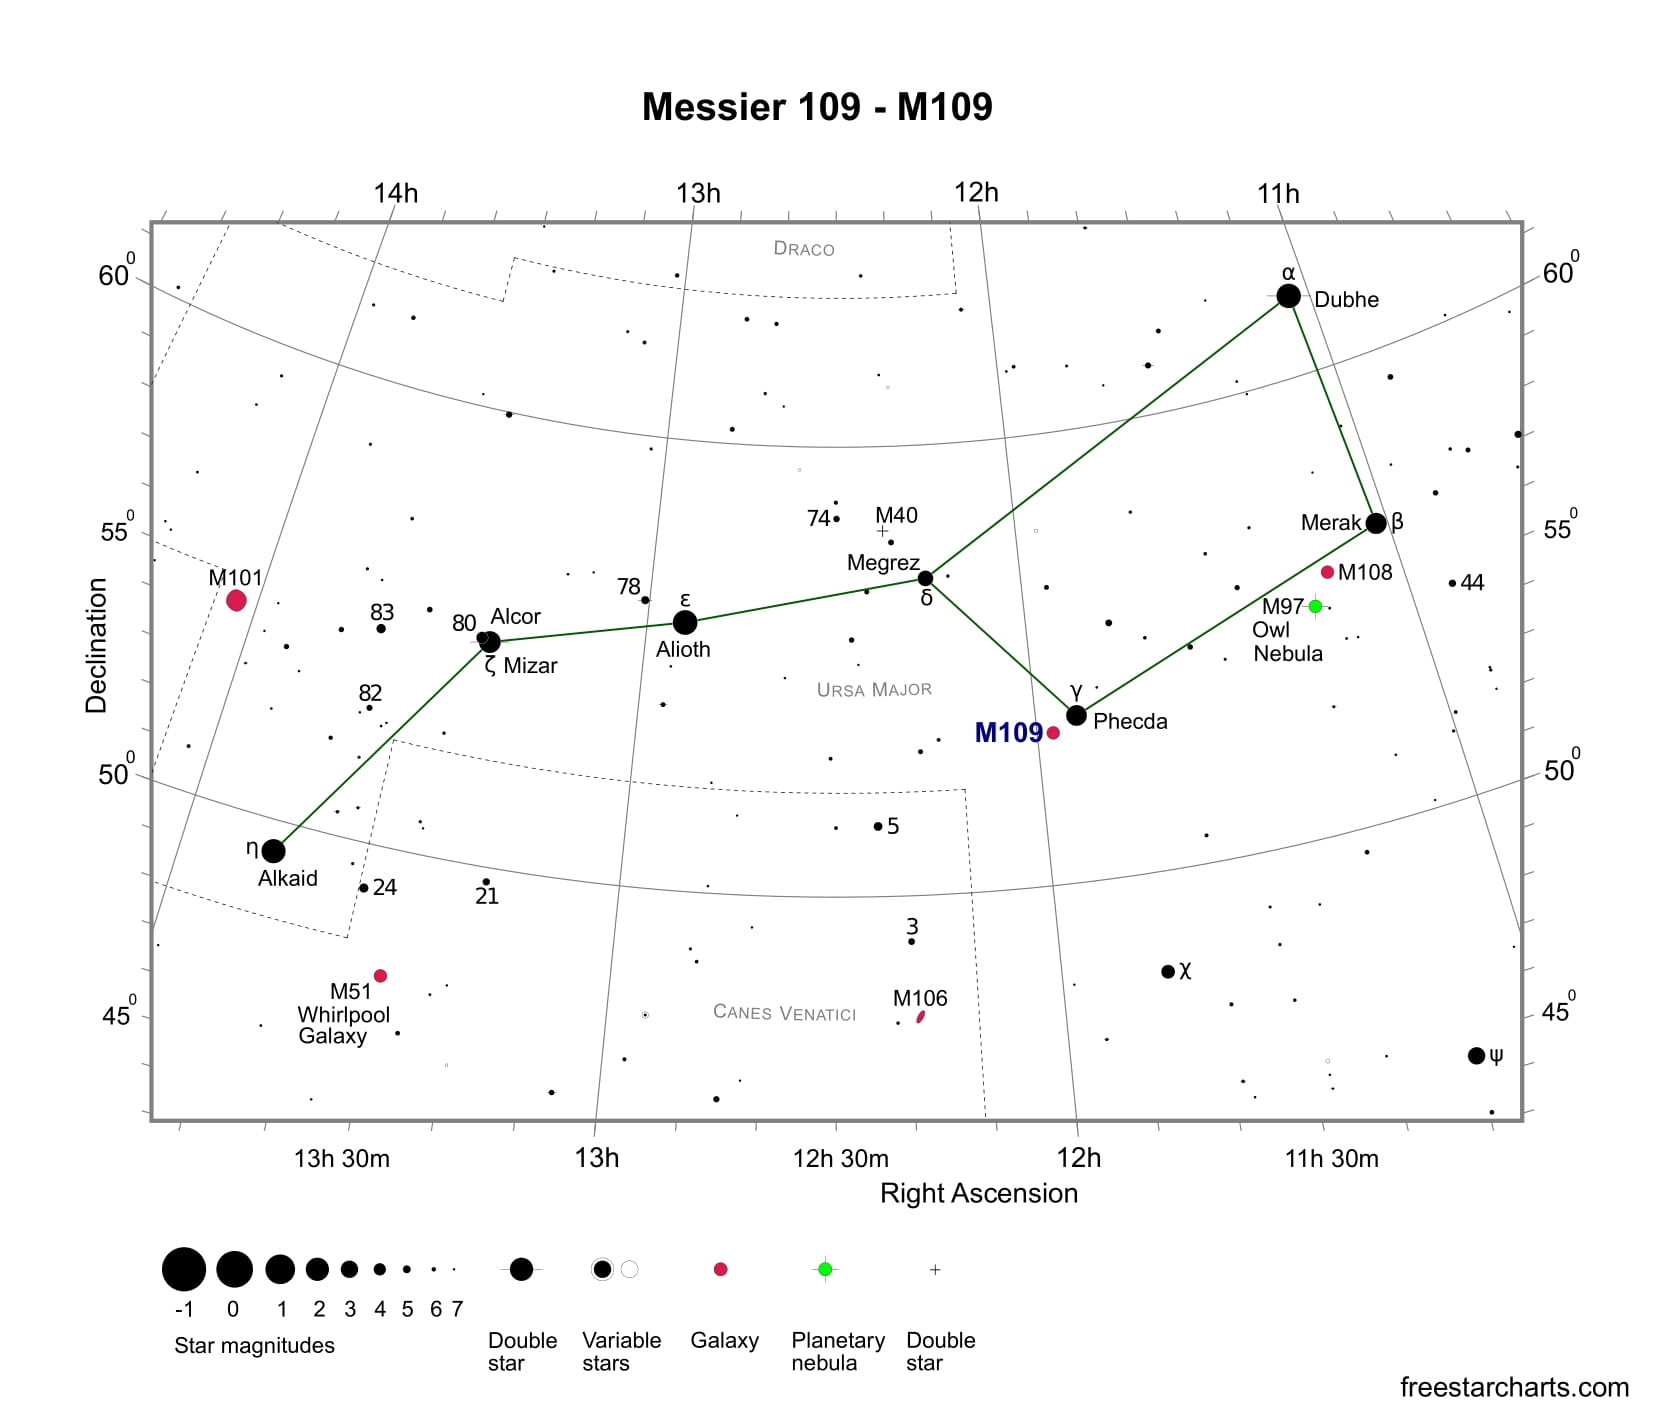 Messier 109 - M109
14h 13h 12h 11h
60⁰ 60⁰
DRACO
α
Dubhe
55⁰ 55⁰
74 M40
Merak β
Megrez
δ
M101
M108
44
78 ε
M97
Owl
Nebula
83
80 Alcor
ζ Mizar
Alioth
82
URSA MAJOR
γ
Phecda
M109
50⁰ 50⁰
5
η
Alkaid
24
21
3
χ
M51
Whirlpool
Galaxy
M106
CANES VENATICI
45⁰ 45⁰
ψ
Declination
13h 30m 13h 12h 30m 12h 11h 30m
Right Ascension
-1 0 1 2 3 4 5 6 7
Star magnitudes
Double
star
Variable
stars
Galaxy
Planetary
nebula
Double
star
freestarcharts.com